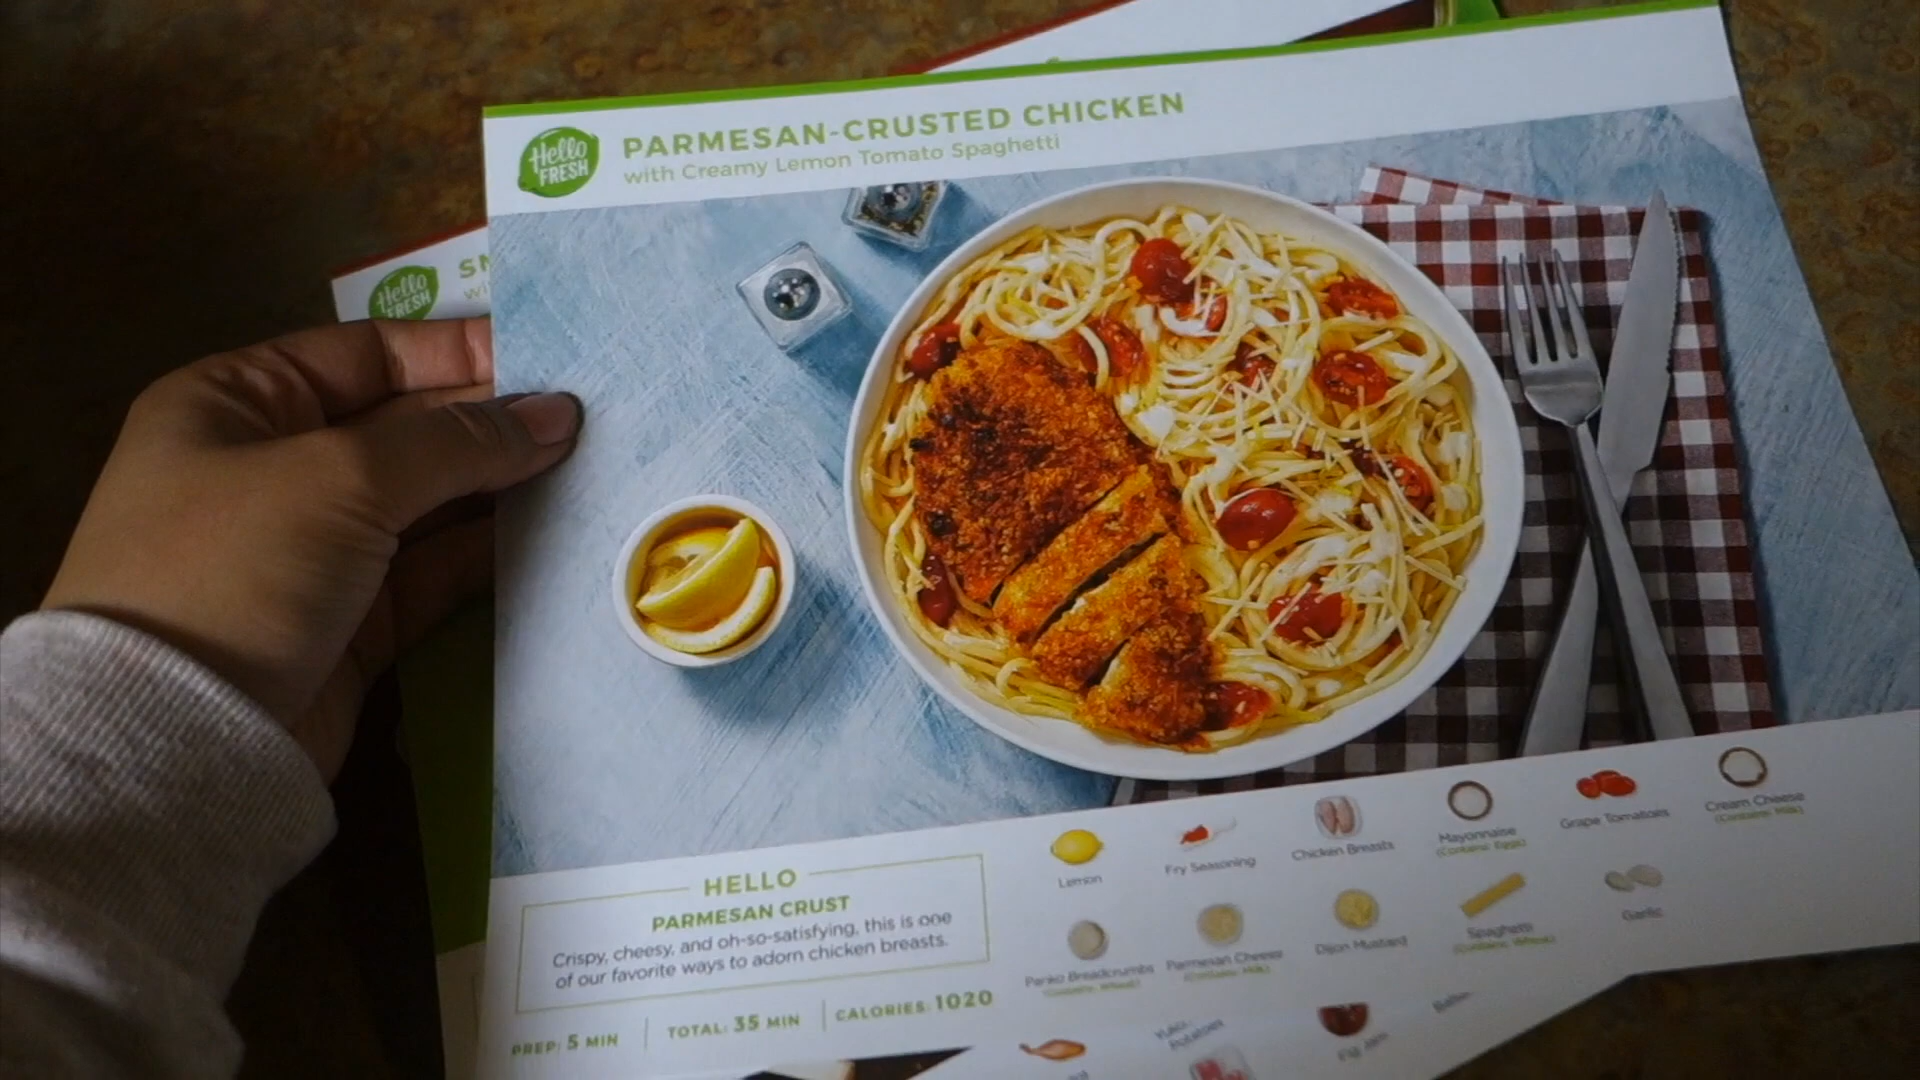 Hello
FRESH
PARMESAN-CRUSTED CHICKEN
with Creamy Lemon Tomato Spaghetti
Hello
FRESH
HELLO
PARMESAN CRUST
Crispy, cheesy, and oh-so-satisfying, this is one
of our favorite ways to adorn chicken breasts.
PREP: 5 MIN
TOTAL: 35 MIN
CALORIES: 1020
Lemon
Fry Seasoning
Chicken Breasts
Mayonnaise
(Contains: Eggs)
Grape Tomatoes
Cream Cheese
(Contains: Milk)
Panko Breadcrumbs
(Contains: Wheat)
Parmesan Cheese
(Contains: Milk)
Dijon Mustard
Spaghetti
(Contains: Wheat)
Garlic
Potatoes
Fig Jam